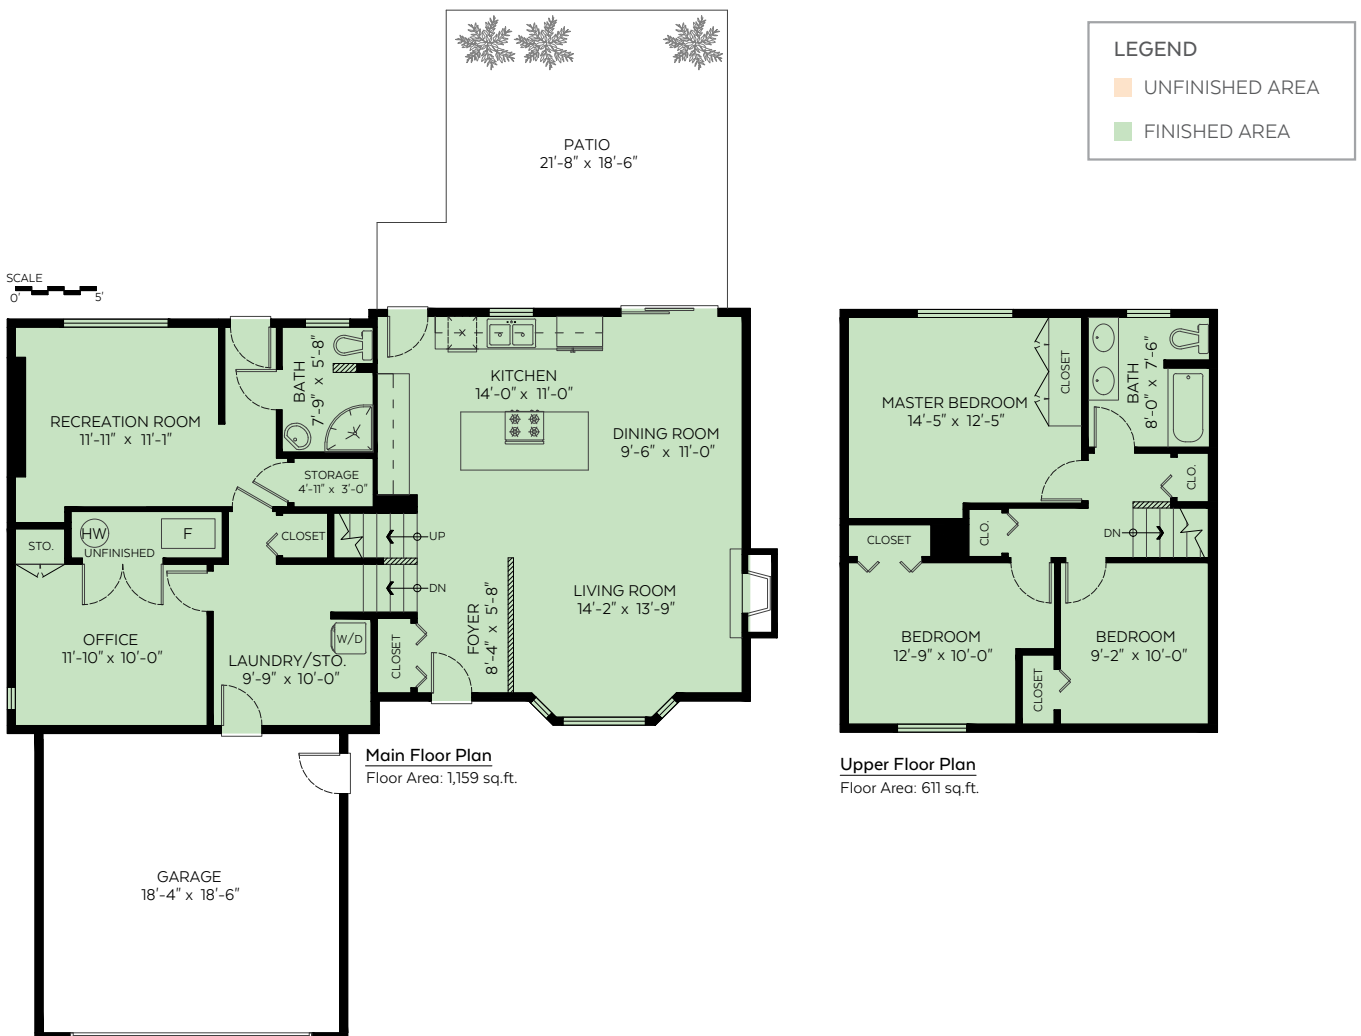 LEGEND
UNFINISHED AREA
FINISHED AREA
PATIO
21'-8" x 18'-6"
SCALE
0' 5'
RECREATION ROOM
11'-11" x 11'-1"
BATH
7'-9" x 5'-8"
KITCHEN
14'-0" x 11'-0"
DINING ROOM
9'-6" x 11'-0"
STORAGE
4'-11" x 3'-0"
STO.
HW
UNFINISHED
F
CLOSET
UP
DN
OFFICE
11'-10" x 10'-0"
LAUNDRY/STO.
9'-9" x 10'-0"
W/D
CLOSET
FOYER
8'-4" x 5'-8"
LIVING ROOM
14'-2" x 13'-9"
Main Floor Plan
Floor Area: 1,159 sq.ft.
GARAGE
18'-4" x 18'-6"
MASTER BEDROOM
14'-5" x 12'-5"
CLOSET
BATH
8'-0" x 7'-6"
CLO.
CLOSET
CLO.
DN
BEDROOM
12'-9" x 10'-0"
CLOSET
BEDROOM
9'-2" x 10'-0"
Upper Floor Plan
Floor Area: 611 sq.ft.